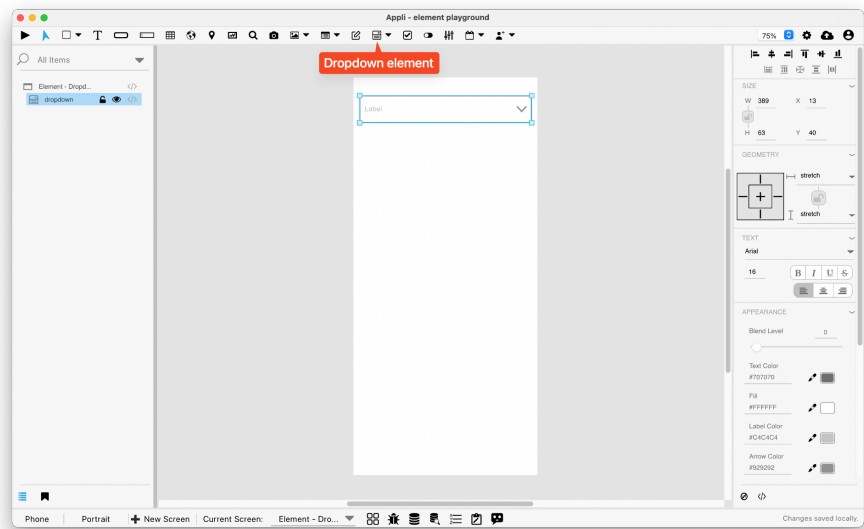 Appli - element playground
T
75%
Dropdown element
All Items
Element - Dropd...
</>
dropdown
</>
Label
SIZE
W 389 X 13
H 63 Y 40
GEOMETRY
stretch
stretch
TEXT
Arial
16 B I U S
APPEARANCE
Blend Level 0
Text Color
#707070
Fill
#FFFFFF
Label Color
#C4C4C4
Arrow Color
#929292
</>
Phone Portrait New Screen Current Screen: Element - Dro... Changes saved locally.